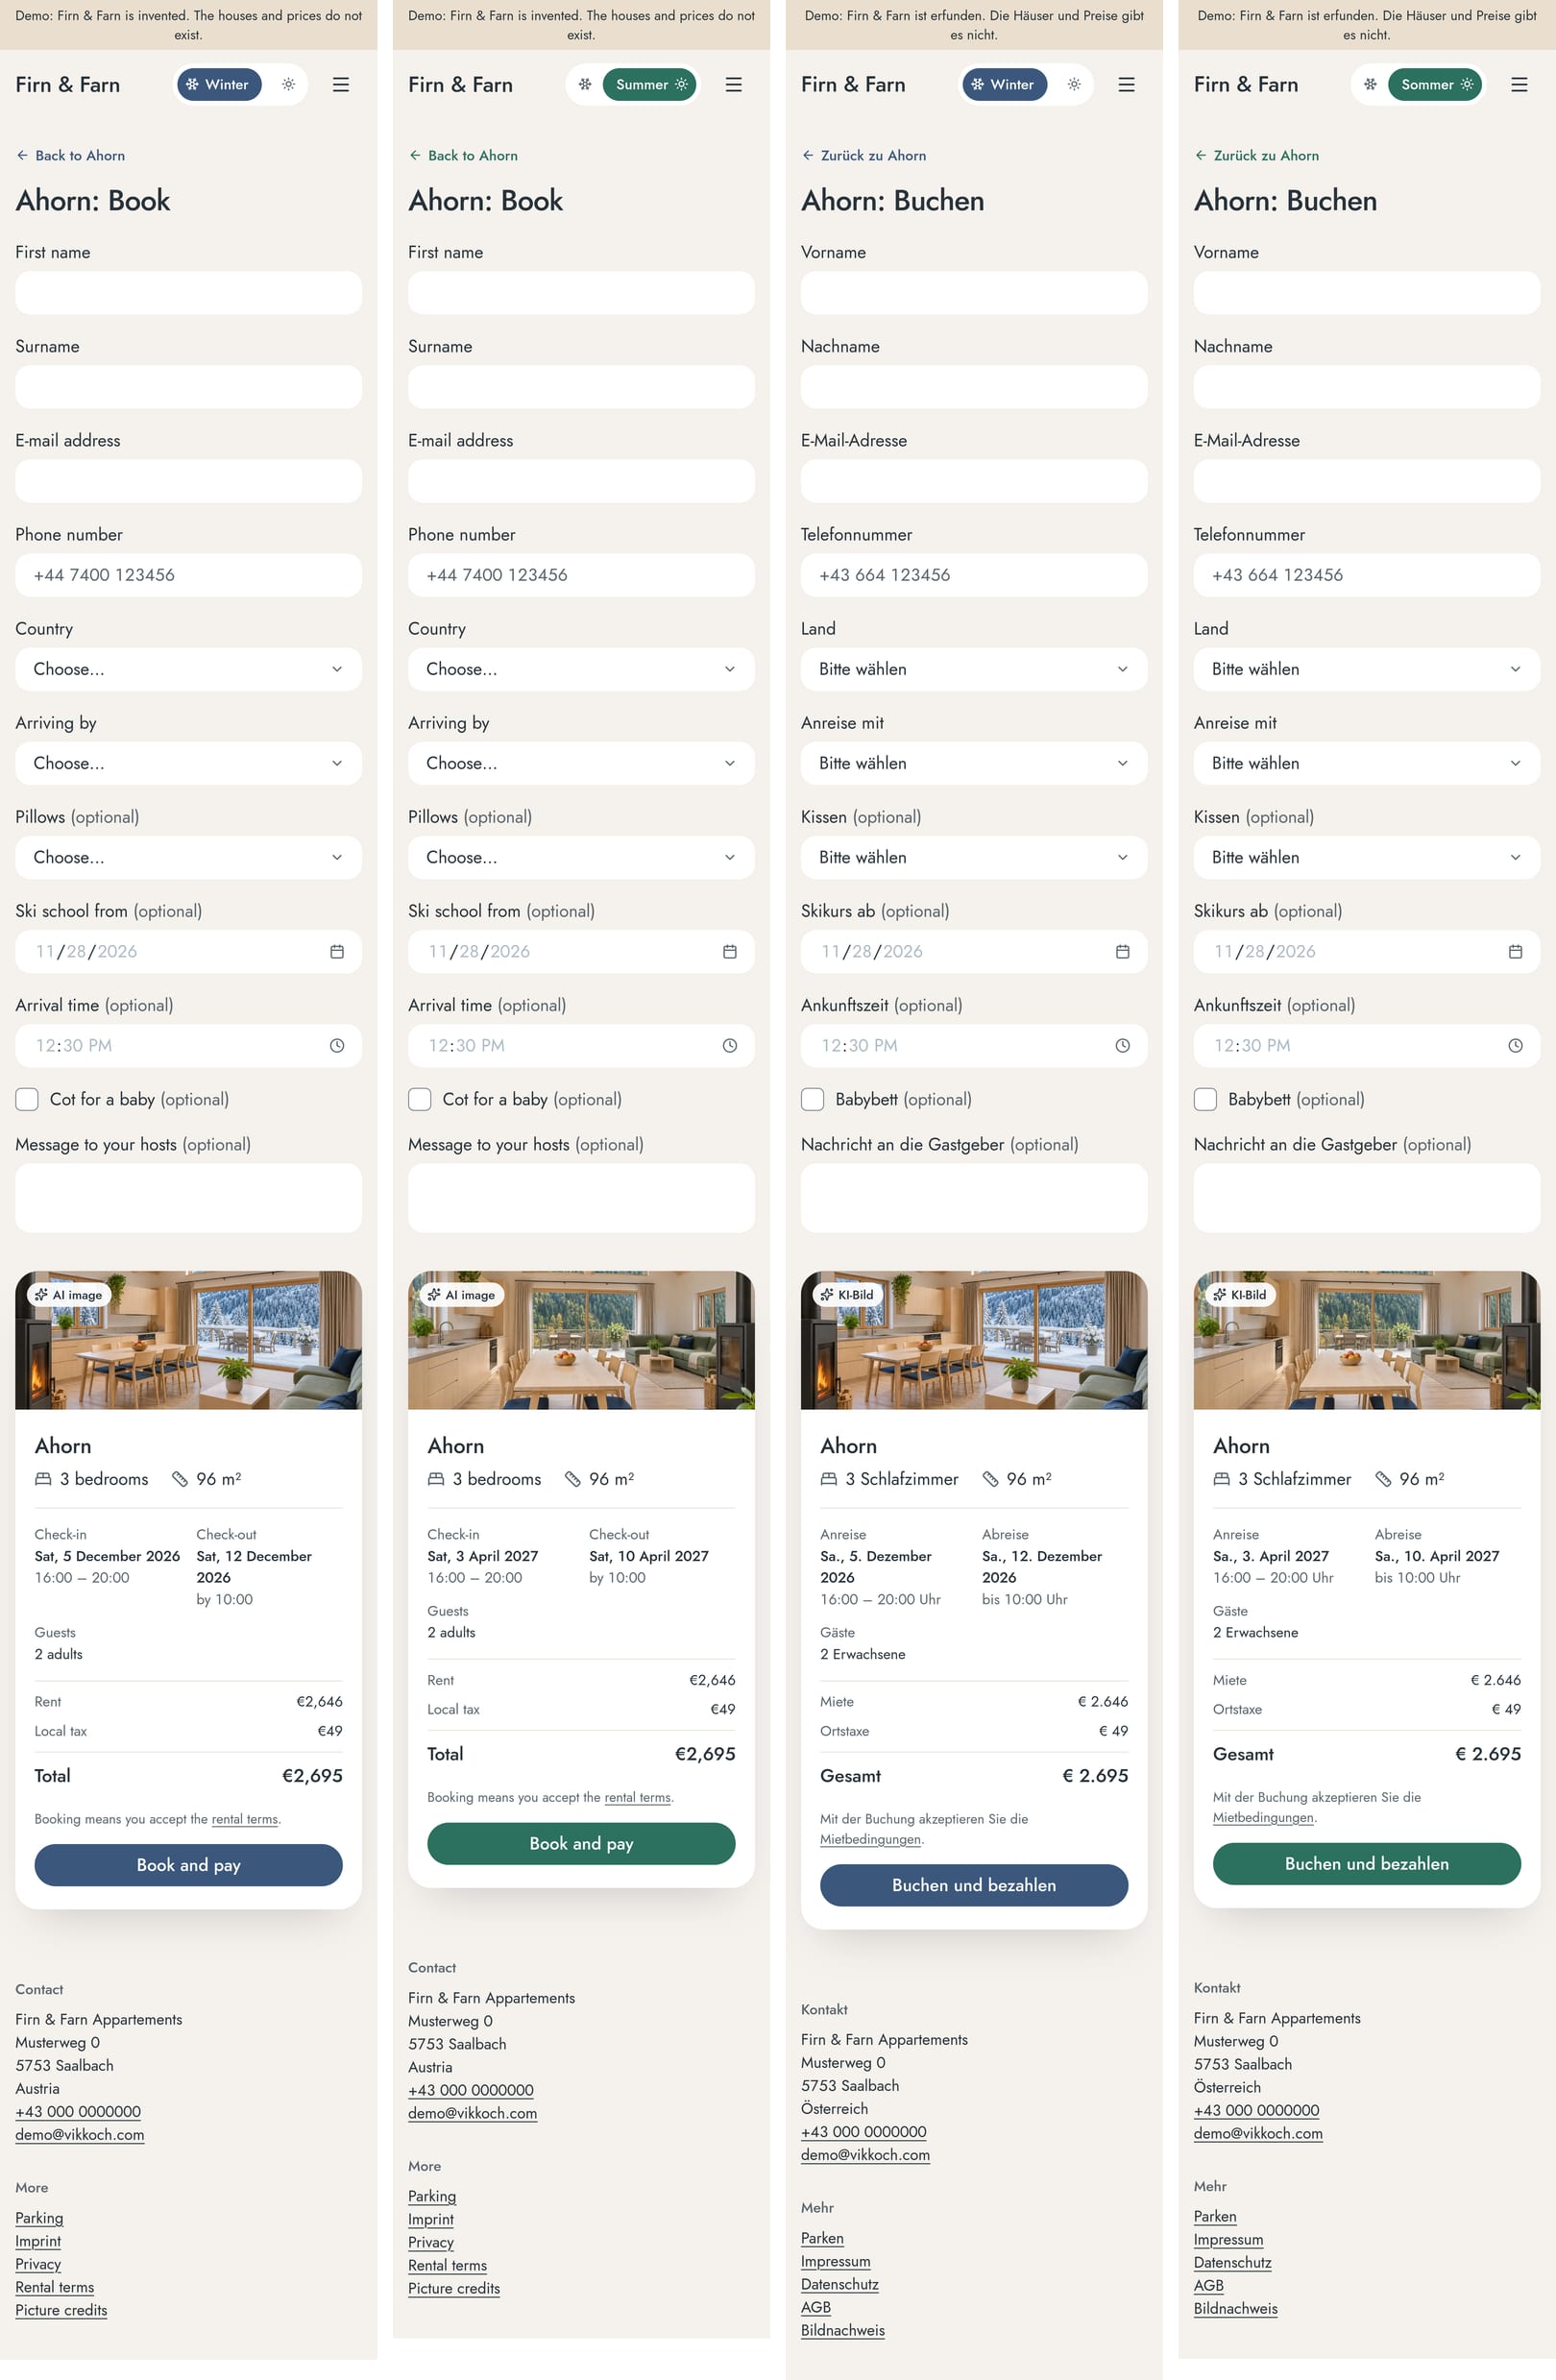 Demo: Firn & Farn is invented. The houses and prices do not
exist.
Firn & Farn
Winter
Back to Ahorn
Ahorn: Book
First name
Surname
E-mail address
Phone number
+44 7400 123456
Country
Choose...
Arriving by
Choose...
Pillows (optional)
Choose...
Ski school from (optional)
11/28/2026
Arrival time (optional)
12:30 PM
Cot for a baby (optional)
Message to your hosts (optional)
AI image
Ahorn
3 bedrooms 96 m²
Check-in Check-out
Sat, 5 December 2026 Sat, 12 December
2026
16:00 – 20:00
by 10:00
Guests
2 adults
Rent €2,646
Local tax €49
Total €2,695
Booking means you accept the rental terms.
Book and pay
Contact
Firn & Farn Appartements
Musterweg 0
5753 Saalbach
Austria
+43 000 0000000
demo@vikkoch.com
More
Parking
Imprint
Privacy
Rental terms
Picture credits
Demo: Firn & Farn is invented. The houses and prices do not
exist.
Firn & Farn
Summer
Back to Ahorn
Ahorn: Book
First name
Surname
E-mail address
Phone number
+44 7400 123456
Country
Choose...
Arriving by
Choose...
Pillows (optional)
Choose...
Ski school from (optional)
11/28/2026
Arrival time (optional)
12:30 PM
Cot for a baby (optional)
Message to your hosts (optional)
AI image
Ahorn
3 bedrooms 96 m²
Check-in Check-out
Sat, 3 April 2027 Sat, 10 April 2027
16:00 – 20:00 by 10:00
Guests
2 adults
Rent €2,646
Local tax €49
Total €2,695
Booking means you accept the rental terms.
Book and pay
Contact
Firn & Farn Appartements
Musterweg 0
5753 Saalbach
Austria
+43 000 0000000
demo@vikkoch.com
More
Parking
Imprint
Privacy
Rental terms
Picture credits
Demo: Firn & Farn ist erfunden. Die Häuser und Preise gibt
es nicht.
Firn & Farn
Winter
Zurück zu Ahorn
Ahorn: Buchen
Vorname
Nachname
E-Mail-Adresse
Telefonnummer
+43 664 123456
Land
Bitte wählen
Anreise mit
Bitte wählen
Kissen (optional)
Bitte wählen
Skikurs ab (optional)
11/28/2026
Ankunftszeit (optional)
12:30 PM
Babybett (optional)
Nachricht an die Gastgeber (optional)
KI-Bild
Ahorn
3 Schlafzimmer 96 m²
Anreise Abreise
Sa., 5. Dezember Sa., 12. Dezember
2026 2026
16:00 – 20:00 Uhr bis 10:00 Uhr
Gäste
2 Erwachsene
Miete € 2.646
Ortstaxe € 49
Gesamt € 2.695
Mit der Buchung akzeptieren Sie die
Mietbedingungen.
Buchen und bezahlen
Kontakt
Firn & Farn Appartements
Musterweg 0
5753 Saalbach
Österreich
+43 000 0000000
demo@vikkoch.com
Mehr
Parken
Impressum
Datenschutz
AGB
Bildnachweis
Demo: Firn & Farn ist erfunden. Die Häuser und Preise gibt
es nicht.
Firn & Farn
Sommer
Zurück zu Ahorn
Ahorn: Buchen
Vorname
Nachname
E-Mail-Adresse
Telefonnummer
+43 664 123456
Land
Bitte wählen
Anreise mit
Bitte wählen
Kissen (optional)
Bitte wählen
Skikurs ab (optional)
11/28/2026
Ankunftszeit (optional)
12:30 PM
Babybett (optional)
Nachricht an die Gastgeber (optional)
KI-Bild
Ahorn
3 Schlafzimmer 96 m²
Anreise Abreise
Sa., 3. April 2027 Sa., 10. April 2027
16:00 – 20:00 Uhr bis 10:00 Uhr
Gäste
2 Erwachsene
Miete € 2.646
Ortstaxe € 49
Gesamt € 2.695
Mit der Buchung akzeptieren Sie die
Mietbedingungen.
Buchen und bezahlen
Kontakt
Firn & Farn Appartements
Musterweg 0
5753 Saalbach
Österreich
+43 000 0000000
demo@vikkoch.com
Mehr
Parken
Impressum
Datenschutz
AGB
Bildnachweis